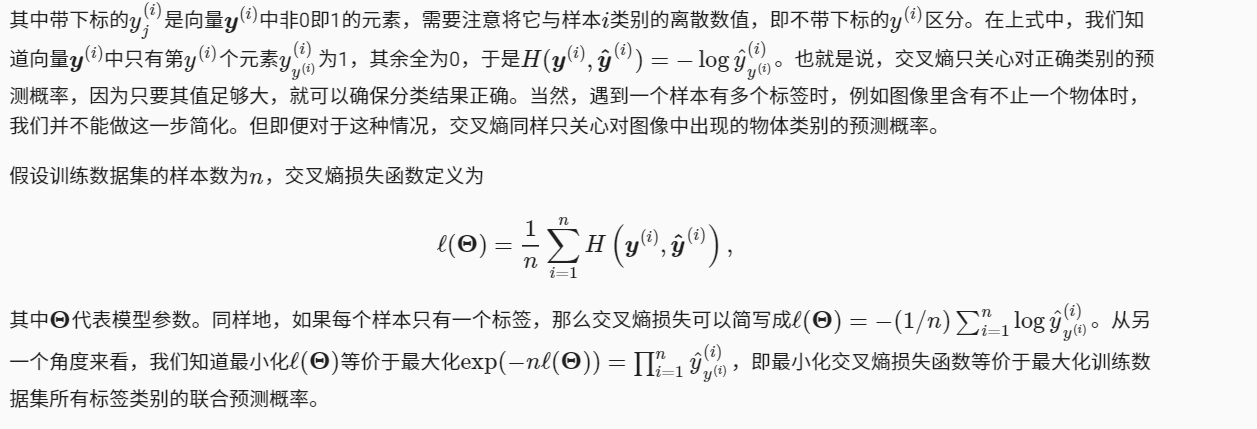 其中带下标的$y_j^{(i)}$是向量$\boldsymbol{y}^{(i)}$中非0即1的元素，需要注意将它与样本$i$类别的离散数值，即不带下标的$y^{(i)}$区分。在上式中，我们知
道向量$\boldsymbol{y}^{(i)}$中只有第$y^{(i)}$个元素$y_{y^{(i)}}^{(i)}$为1，其余全为0，于是$H(\boldsymbol{y}^{(i)}, \hat{\boldsymbol{y}}^{(i)}) = -\log \hat{y}_{y^{(i)}}^{(i)}$。也就是说，交叉熵只关心对正确类别的预
测概率，因为只要其值足够大，就可以确保分类结果正确。当然，遇到一个样本有多个标签时，例如图像里含有不止一个物体时，
我们并不能做这一步简化。但即便对于这种情况，交叉熵同样只关心对图像中出现的物体类别的预测概率。
假设训练数据集的样本数为$n$，交叉熵损失函数定义为
$\ell(\boldsymbol{\Theta}) = \frac{1}{n} \sum_{i=1}^{n} H\left(\boldsymbol{y}^{(i)}, \hat{\boldsymbol{y}}^{(i)}\right),$
其中$\boldsymbol{\Theta}$代表模型参数。同样地，如果每个样本只有一个标签，那么交叉熵损失可以简写成$\ell(\boldsymbol{\Theta}) = -(1/n) \sum_{i=1}^{n} \log \hat{y}_{y^{(i)}}^{(i)}$。从另
一个角度来看，我们知道最小化$\ell(\boldsymbol{\Theta})$等价于最大化$\exp(-n\ell(\boldsymbol{\Theta})) = \prod_{i=1}^{n} \hat{y}_{y^{(i)}}^{(i)}$，即最小化交叉熵损失函数等价于最大化训练数
据集所有标签类别的联合预测概率。